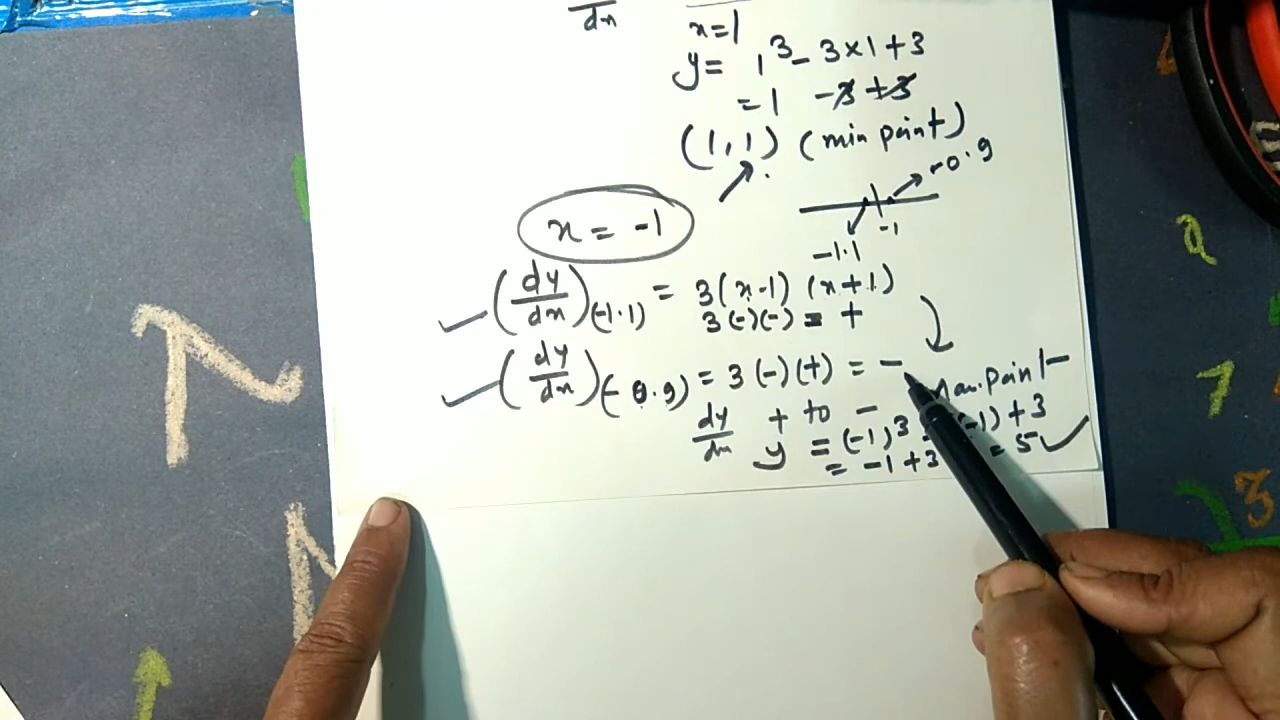 dn
x=1
y= 1³- 3×1+3
=1 -3+3
(1,1) (min point)
-0.9
x = -1
-1
-1.1
(dy/dx)(-1.1) = 3(x-1) (x+1)
3(-)(-) = +
(dy/dx)(-0.9) = 3(-)(+) = -
Point
dy/dx + to -
y = (-1)³ -1)+3
= -1+3 = 5